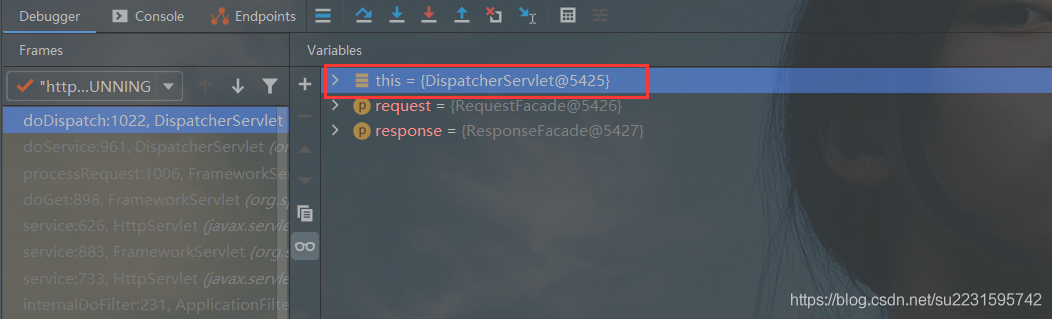 Debugger Console Endpoints
Frames Variables
"http...UNNING
this = {DispatcherServlet@5425}
request = {RequestFacade@5426}
response = {ResponseFacade@5427}
doDispatch:1022, DispatcherServlet
doService:961, DispatcherServlet (or
processRequest:1006, FrameworkSe
doGet:898, FrameworkServlet (org.s
service:626, HttpServlet (javax.servle
service:883, FrameworkServlet (org.
service:733, HttpServlet (javax.servle
internalDoFilter:231, ApplicationFilte
https://blog.csdn.net/su2231595742